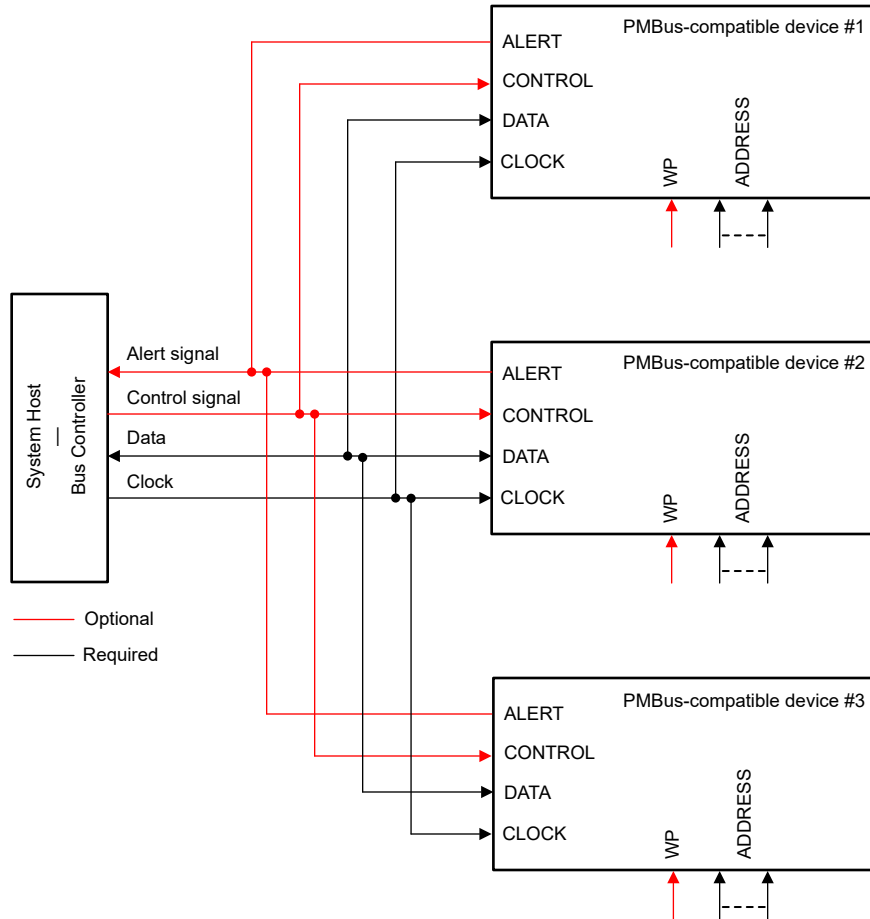 PMBus-compatible device #1
ALERT
CONTROL
DATA
CLOCK
WP
ADDRESS
System Host
—
Bus Controller
Alert signal
Control signal
Data
Clock
PMBus-compatible device #2
ALERT
CONTROL
DATA
CLOCK
WP
ADDRESS
Optional
Required
PMBus-compatible device #3
ALERT
CONTROL
DATA
CLOCK
WP
ADDRESS